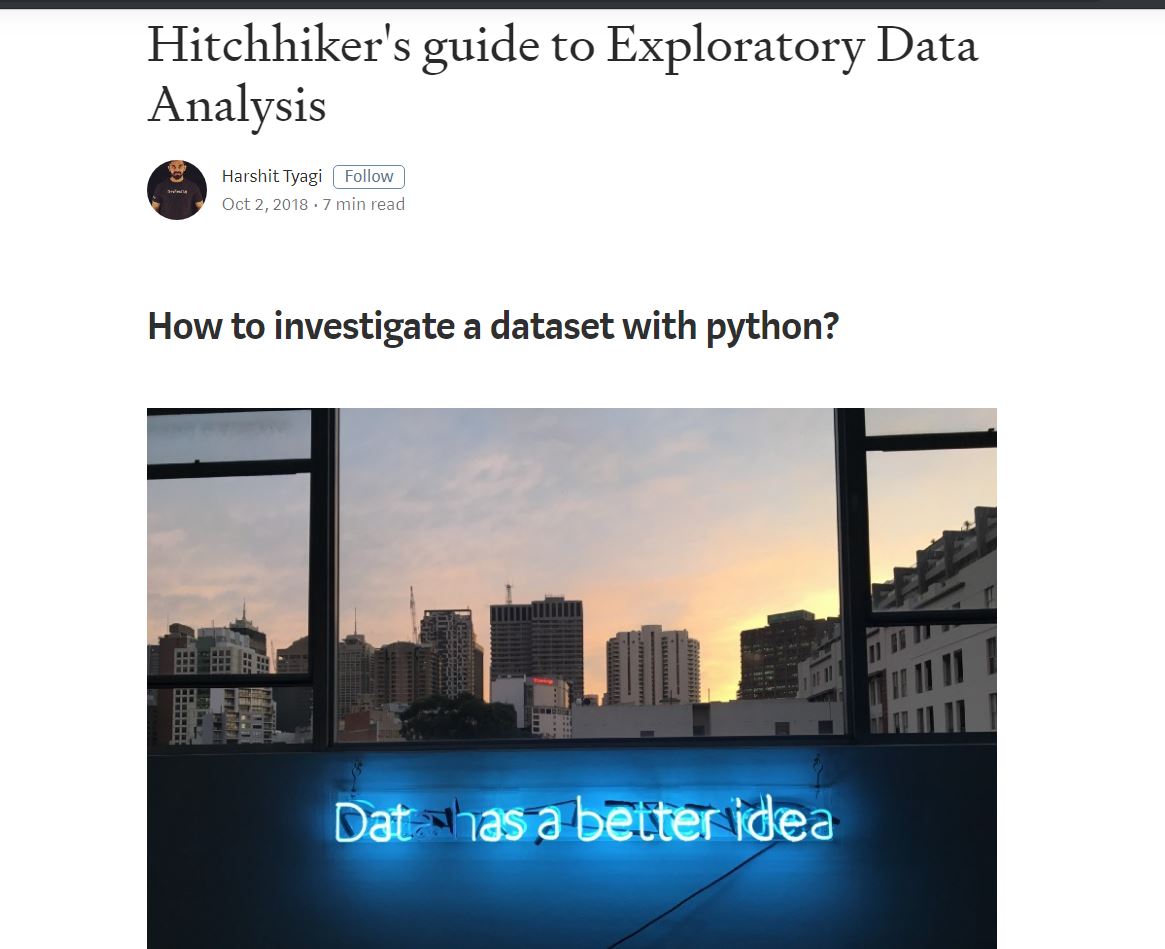 Hitchhiker's guide to Exploratory Data
Analysis
Harshit Tyagi Follow
Oct 2, 2018 · 7 min read
How to investigate a dataset with python?
Dat has a better idea